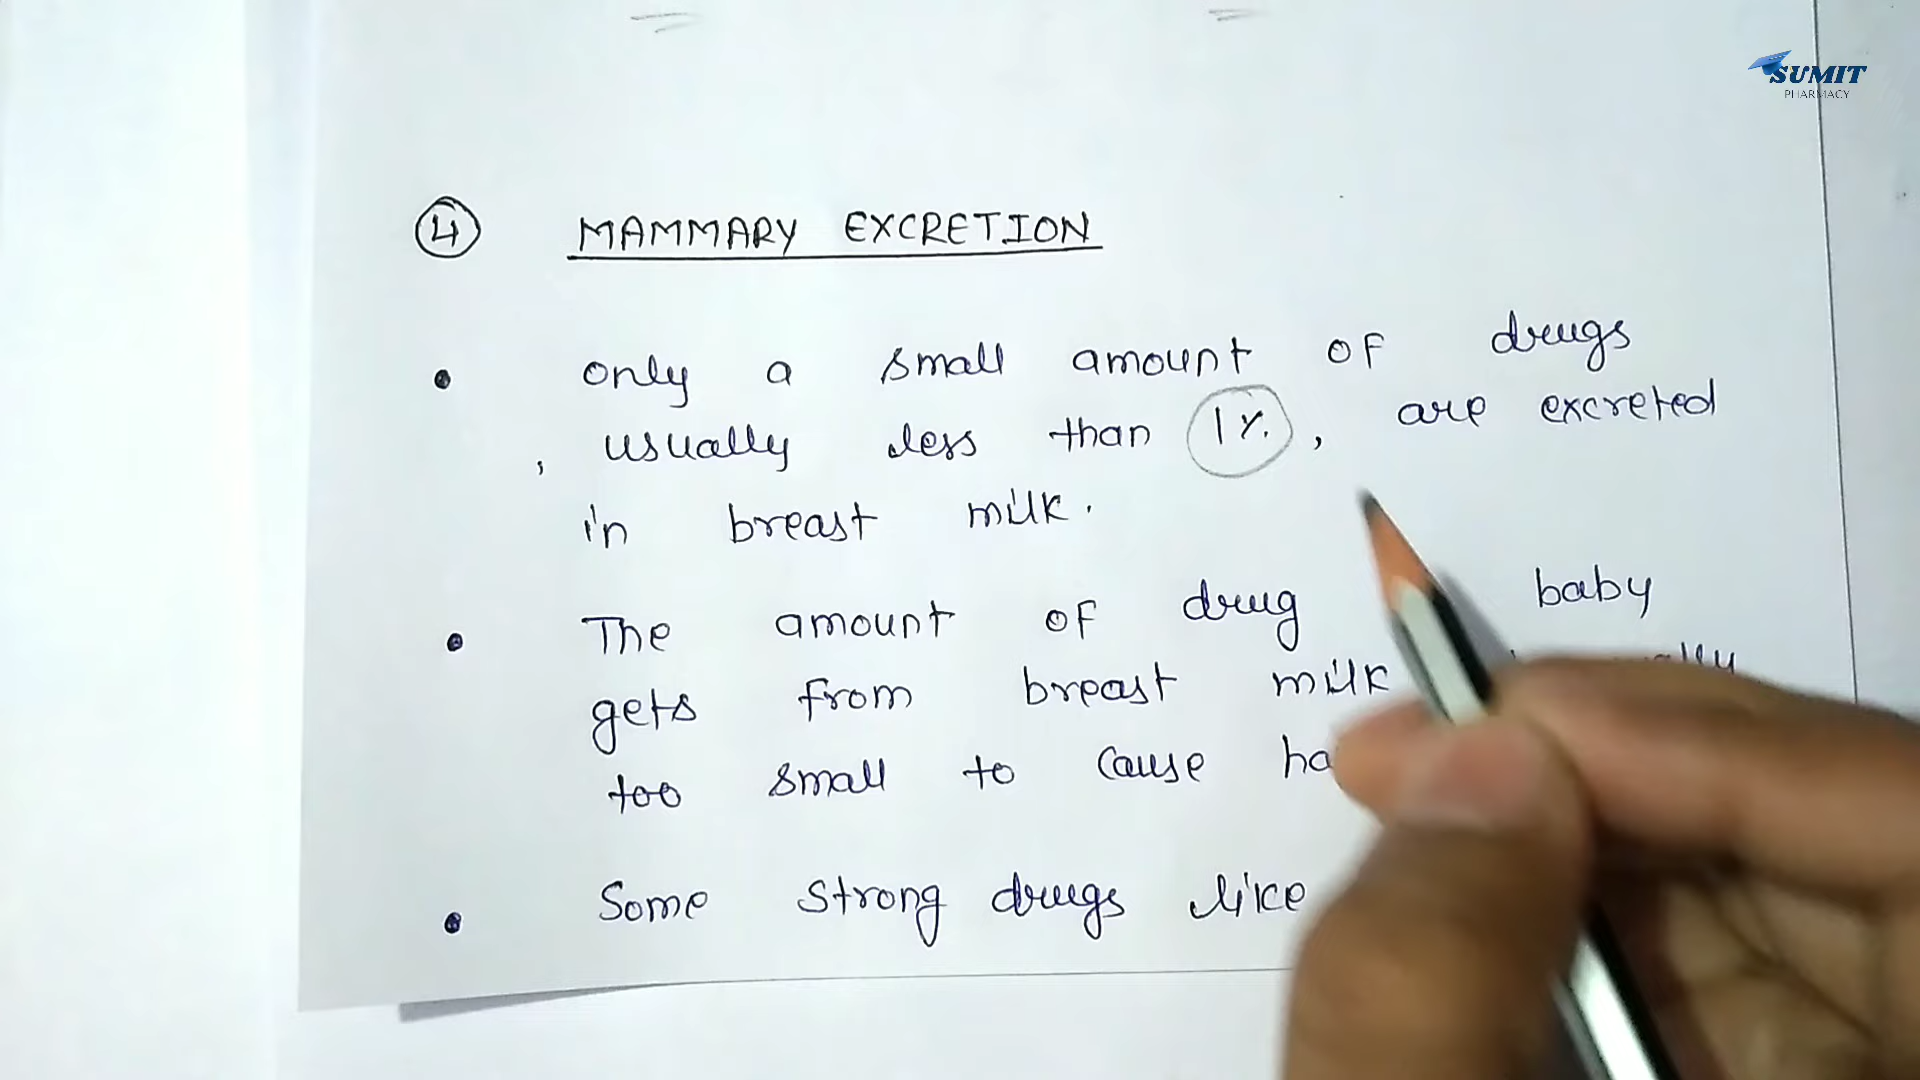 SUMIT
PHARMACY
4 MAMMARY EXCRETION
• only a small amount of drugs
, usually less than 1%, are excreted
in breast milk.
• The amount of drug baby
gets from breast milk
too small to cause
• Some strong drugs like